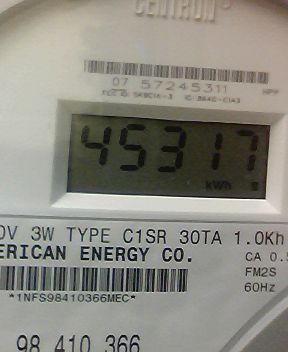 CENTRON®
07 57245311
45317
kWh
0V 3W TYPE C1SR 30TA 1.0Kh
ERICAN ENERGY CO.
CA 0.5
FM2S
*1NFS98410366MEC*
60Hz
98 410 366